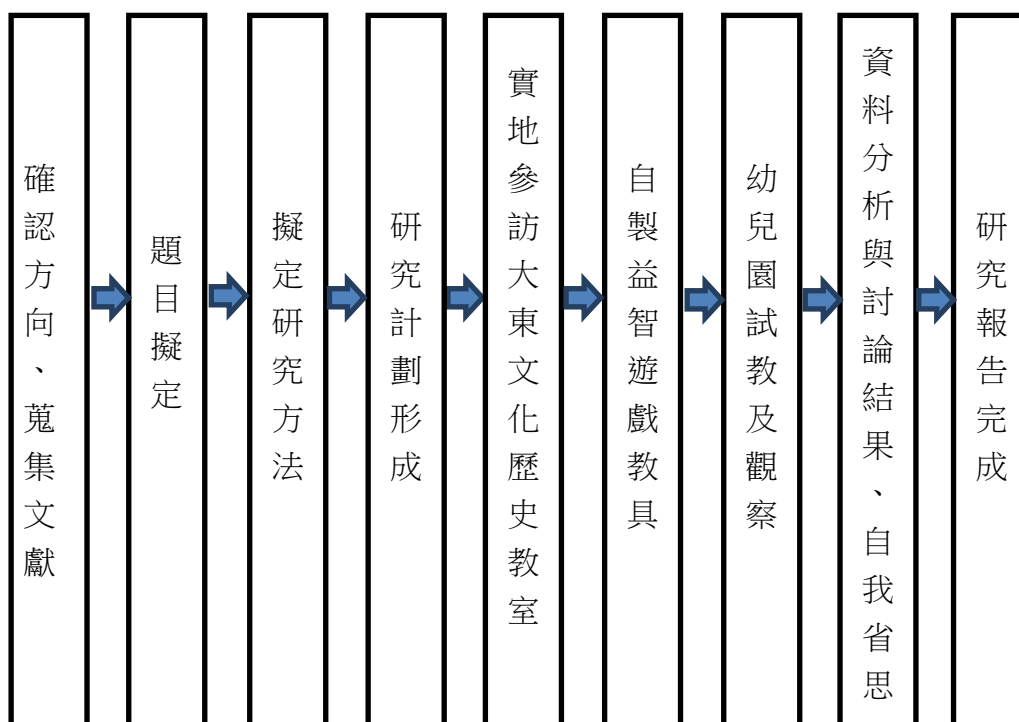 確認方向、蒐集文獻
題目擬定
擬定研究方法
研究計劃形成
實地參訪大東文化歷史教室
自製益智遊戲教具
幼兒園試教及觀察
資料分析與討論結果、自我省思
研究報告完成